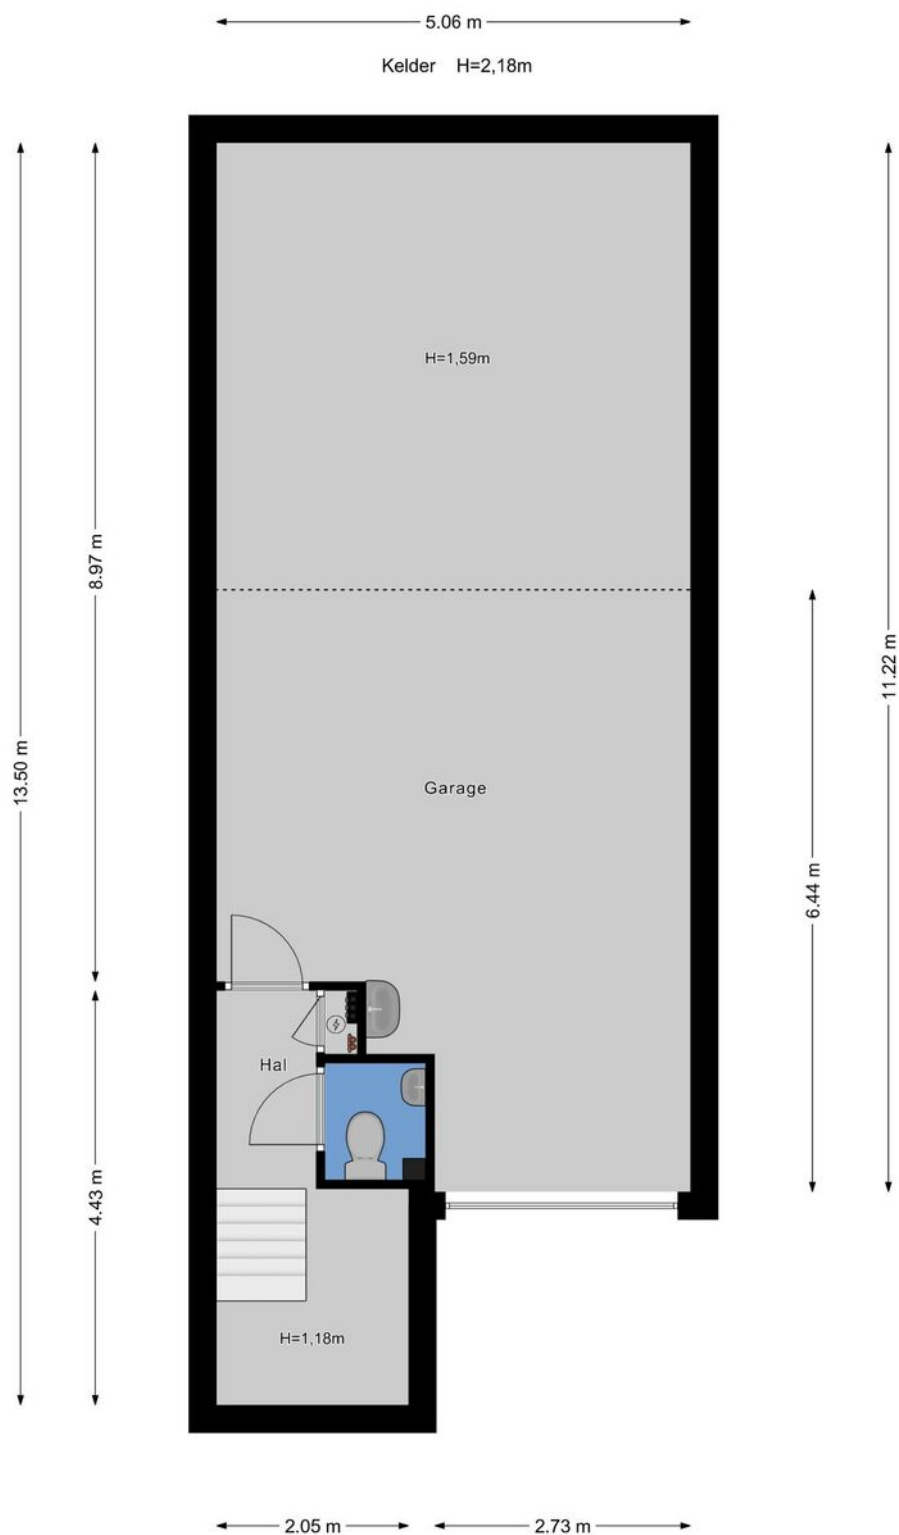 5.06 m
Kelder H=2,18m
H=1,59m
8.97 m
11.22 m
13.50 m
Garage
6.44 m
Hal
4.43 m
H=1,18m
2.05 m
2.73 m